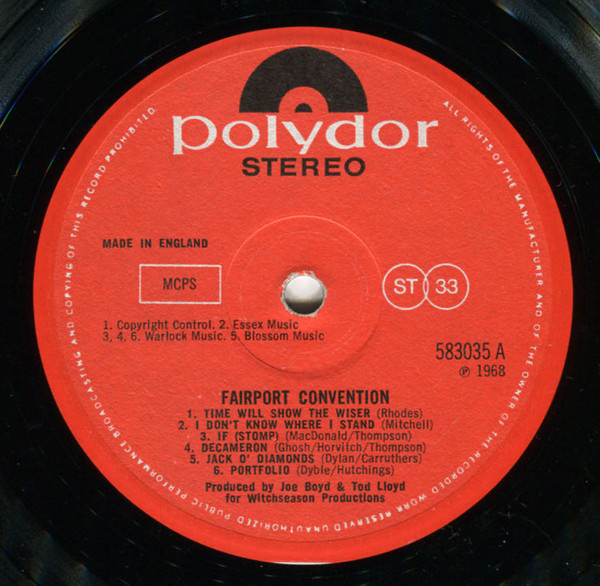 polydor
STEREO
MADE IN ENGLAND
MCPS
ST 33
1. Copyright Control. 2. Essex Music
3, 4, 6. Warlock Music. 5. Blossom Music
583035 A
℗ 1968
FAIRPORT CONVENTION
1. TIME WILL SHOW THE WISER (Rhodes)
2. I DON'T KNOW WHERE I STAND (Mitchell)
3. IF (STOMP) (MacDonald/Thompson)
4. DECAMERON (Ghosh/Horvitch/Thompson)
5. JACK O' DIAMONDS (Dylan/Carruthers)
6. PORTFOLIO (Dyble/Hutchings)
Produced by Joe Boyd & Tod Lloyd
for Witchseason Productions
ALL RIGHTS OF THE MANUFACTURER AND OF THE OWNER OF THE RECORDED WORK RESERVED UNAUTHORIZED PUBLIC PERFORMANCE BROADCASTING AND COPYING OF THIS RECORD PROHIBITED